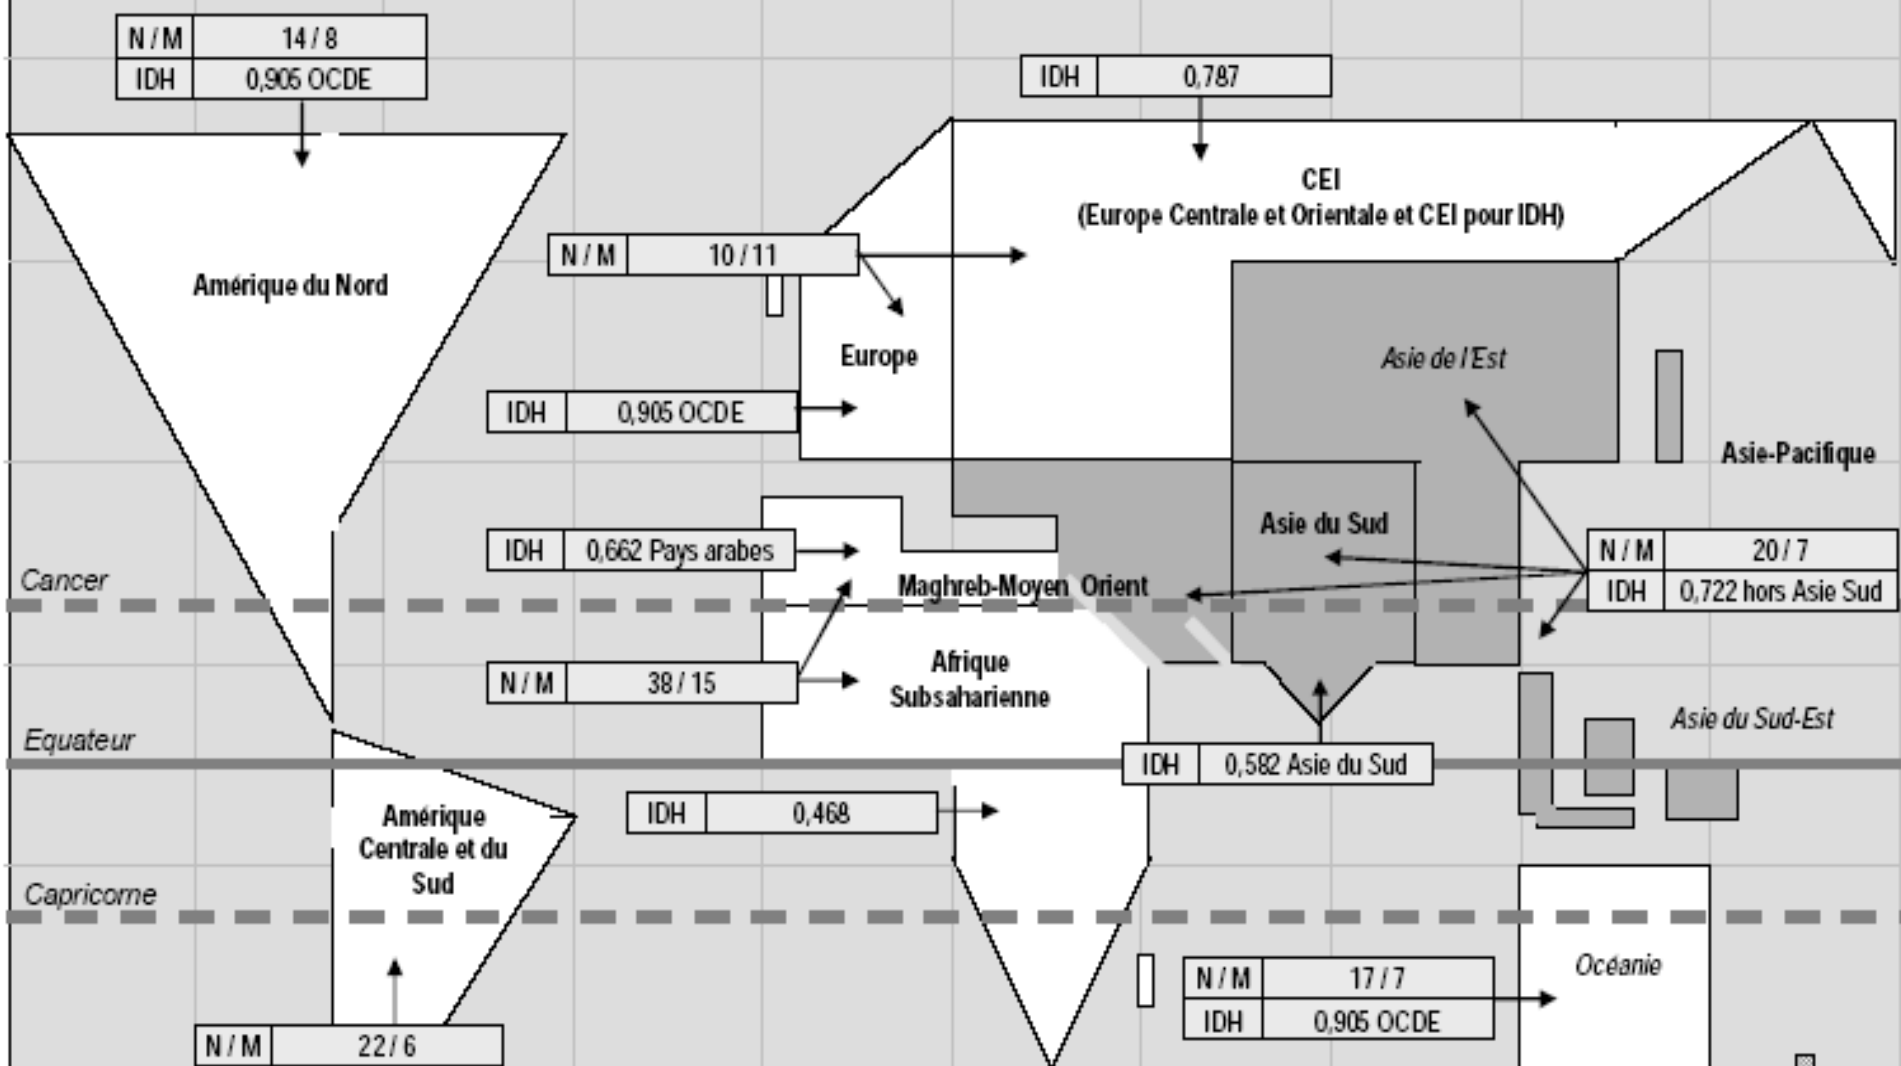 N / M 14 / 8
IDH 0,905 OCDE
IDH 0,787
CEI
(Europe Centrale et Orientale et CEI pour IDH)
N / M 10 / 11
Amérique du Nord
Europe
Asie de l'Est
IDH 0,905 OCDE
Asie-Pacifique
Asie du Sud
IDH 0,662 Pays arabes
N / M 20 / 7
IDH 0,722 hors Asie Sud
Cancer
Maghreb-Moyen Orient
Afrique
Subsaharienne
N / M 38 / 15
Asie du Sud-Est
Equateur
IDH 0,582 Asie du Sud
IDH 0,468
Amérique
Centrale et du
Sud
Capricorne
Océanie
N / M 17 / 7
IDH 0,905 OCDE
N / M 22 / 6